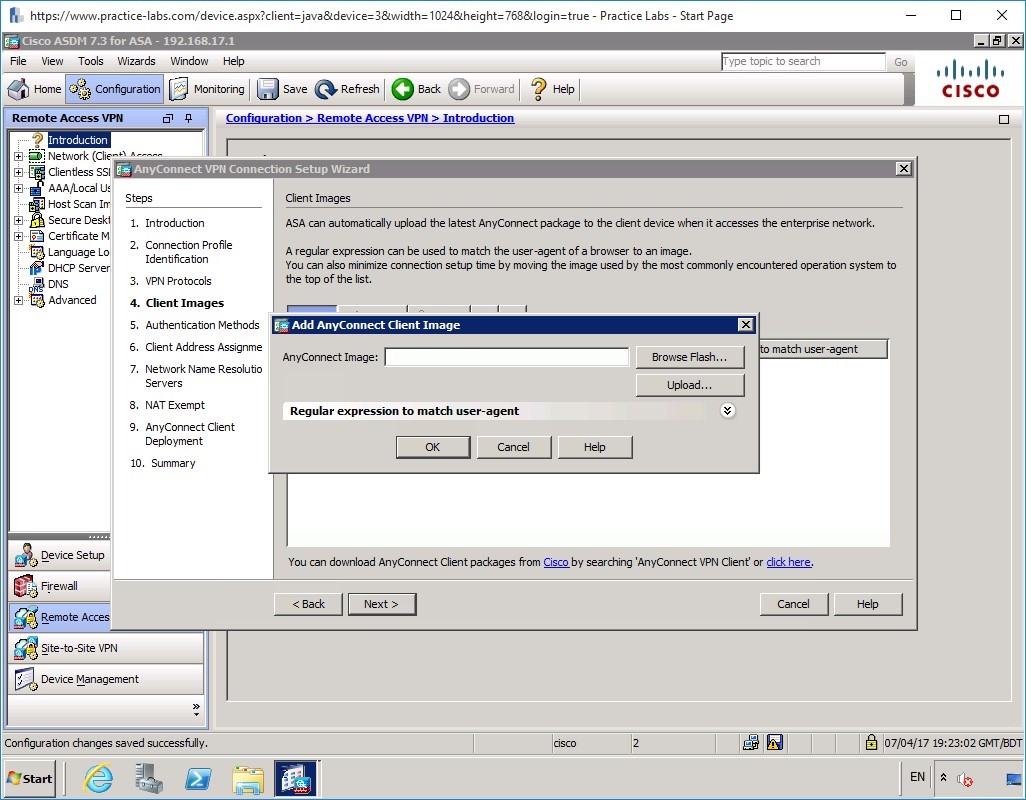 https://www.practice-labs.com/device.aspx?client=java&device=3&width=1024&height=768&login=true - Practice Labs - Start Page
Cisco ASDM 7.3 for ASA - 192.168.17.1
File View Tools Wizards Window Help
Type topic to search Go
Home Configuration Monitoring Save Refresh Back Forward Help
CISCO
Remote Access VPN
Configuration > Remote Access VPN > Introduction
Introduction
Network (Client) Access
Clientless SS
AAA/Local Us
Host Scan Im
Secure Deskt
Certificate M
Language Lo
DHCP Server
DNS
Advanced
AnyConnect VPN Connection Setup Wizard
Steps
1. Introduction
2. Connection Profile
Identification
3. VPN Protocols
4. Client Images
5. Authentication Methods
6. Client Address Assignme
7. Network Name Resolutio
Servers
8. NAT Exempt
9. AnyConnect Client
Deployment
10. Summary
Client Images
ASA can automatically upload the latest AnyConnect package to the client device when it accesses the enterprise network.
A regular expression can be used to match the user-agent of a browser to an image.
You can also minimize connection setup time by moving the image used by the most commonly encountered operation system to
the top of the list.
to match user-agent
Add AnyConnect Client Image
AnyConnect Image: Browse Flash...
Upload...
Regular expression to match user-agent
OK Cancel Help
You can download AnyConnect Client packages from Cisco by searching 'AnyConnect VPN Client' or click here.
< Back Next > Cancel Help
Device Setup
Firewall
Remote Acces
Site-to-Site VPN
Device Management
Configuration changes saved successfully.
cisco 2 07/04/17 19:23:02 GMT/BDT
Start EN